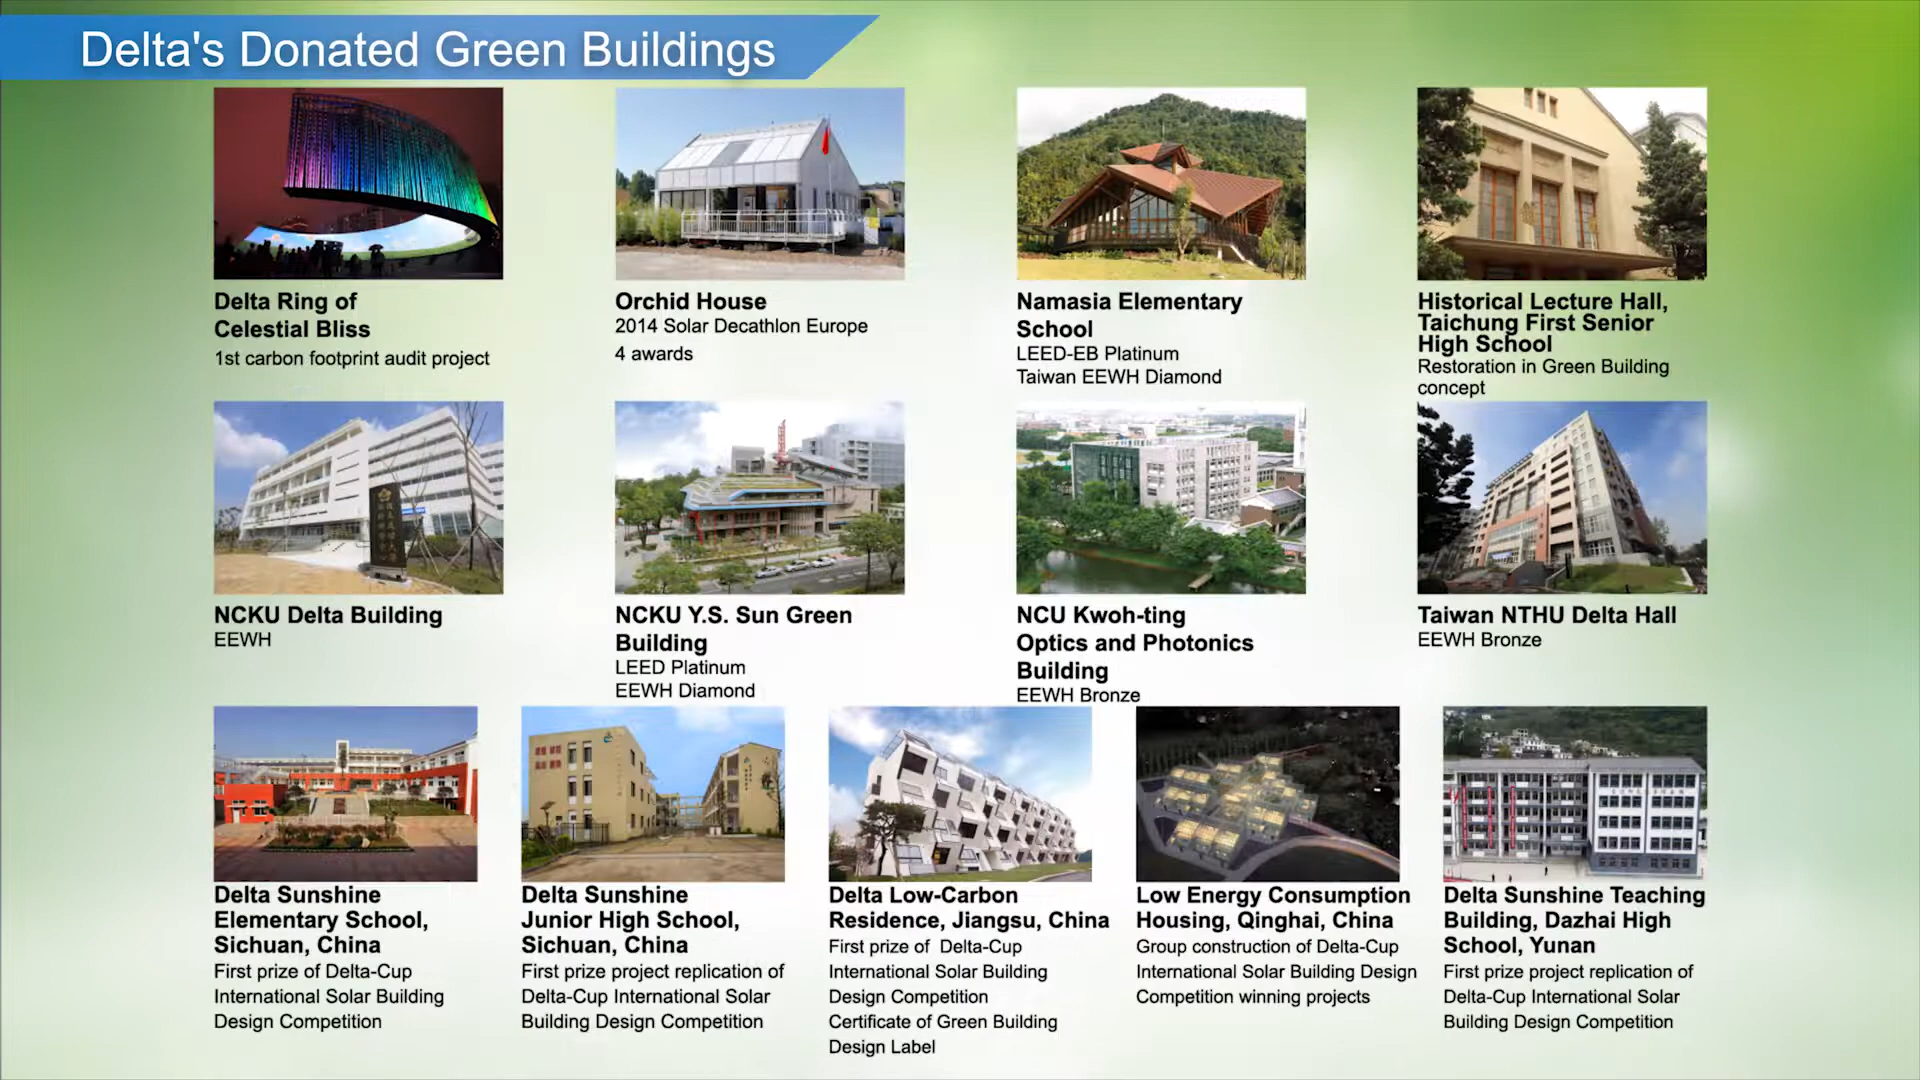 Delta's Donated Green Buildings
Delta Ring of
Celestial Bliss
1st carbon footprint audit project
Orchid House
2014 Solar Decathlon Europe
4 awards
Namasia Elementary
School
LEED-EB Platinum
Taiwan EEWH Diamond
Historical Lecture Hall,
Taichung First Senior
High School
Restoration in Green Building
concept
NCKU Delta Building
EEWH
NCKU Y.S. Sun Green
Building
LEED Platinum
EEWH Diamond
NCU Kwoh-ting
Optics and Photonics
Building
EEWH Bronze
Taiwan NTHU Delta Hall
EEWH Bronze
Delta Sunshine
Elementary School,
Sichuan, China
First prize of Delta-Cup
International Solar Building
Design Competition
Delta Sunshine
Junior High School,
Sichuan, China
First prize project replication of
Delta-Cup International Solar
Building Design Competition
Delta Low-Carbon
Residence, Jiangsu, China
First prize of Delta-Cup
International Solar Building
Design Competition
Certificate of Green Building
Design Label
Low Energy Consumption
Housing, Qinghai, China
Group construction of Delta-Cup
International Solar Building Design
Competition winning projects
Delta Sunshine Teaching
Building, Dazhai High
School, Yunan
First prize project replication of
Delta-Cup International Solar
Building Design Competition